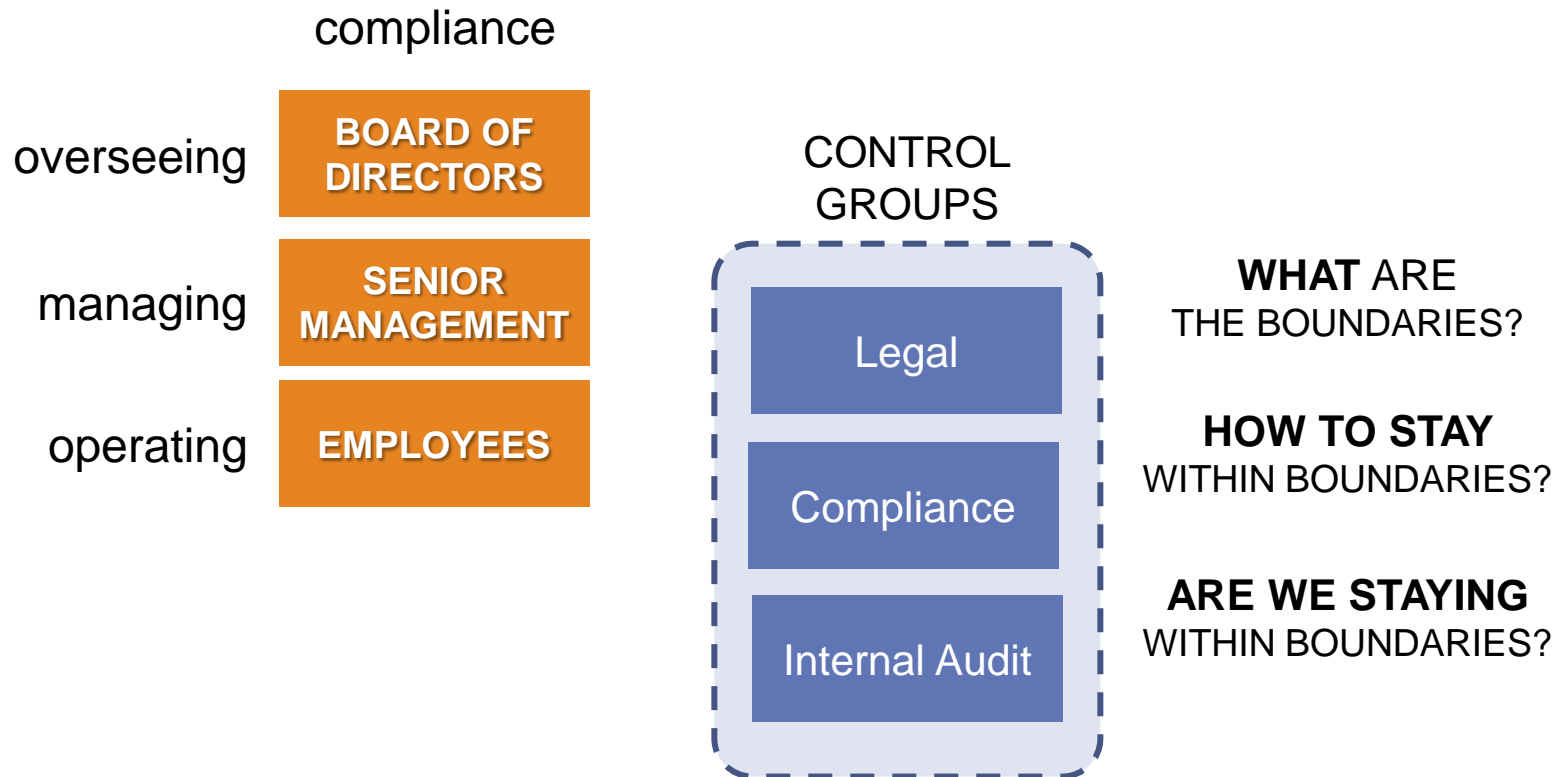 compliance
overseeing
BOARD OF
DIRECTORS
managing
SENIOR
MANAGEMENT
operating
EMPLOYEES
CONTROL
GROUPS
Legal
Compliance
Internal Audit
WHAT ARE
THE BOUNDARIES?
HOW TO STAY
WITHIN BOUNDARIES?
ARE WE STAYING
WITHIN BOUNDARIES?